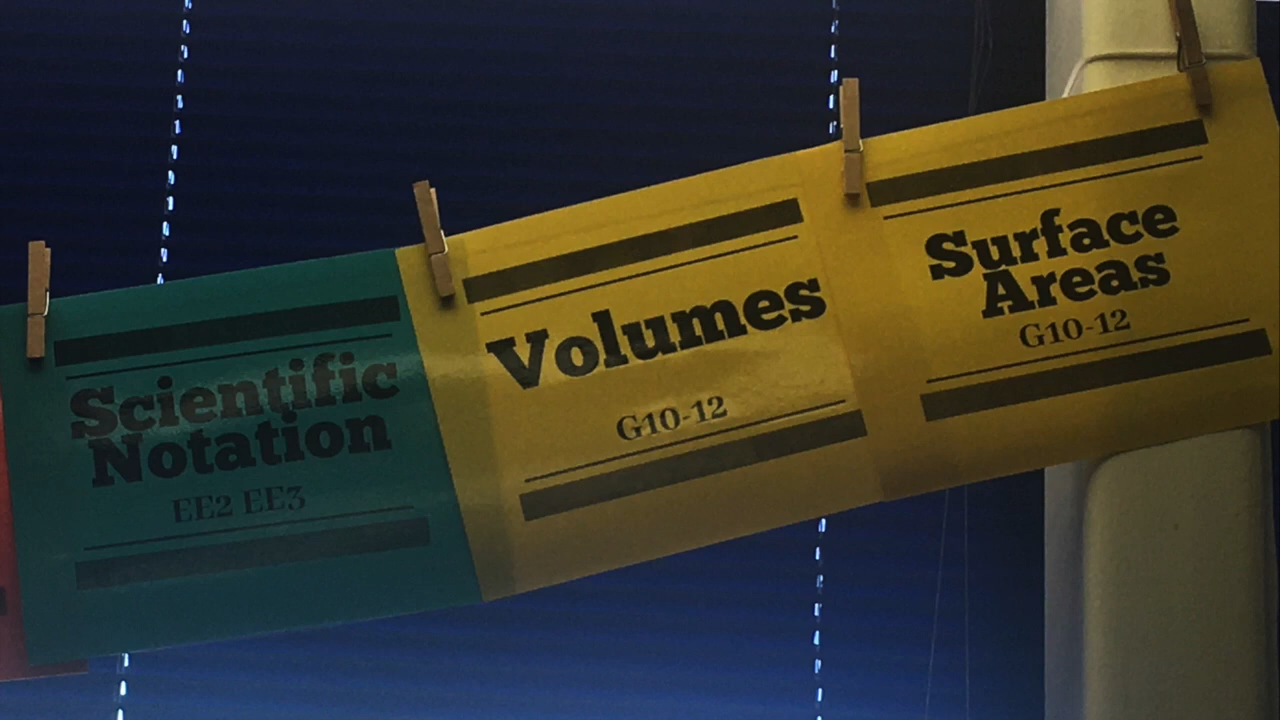 Scientific
Notation
EE2 EE3
Volumes
G10-12
Surface
Areas
G10-12